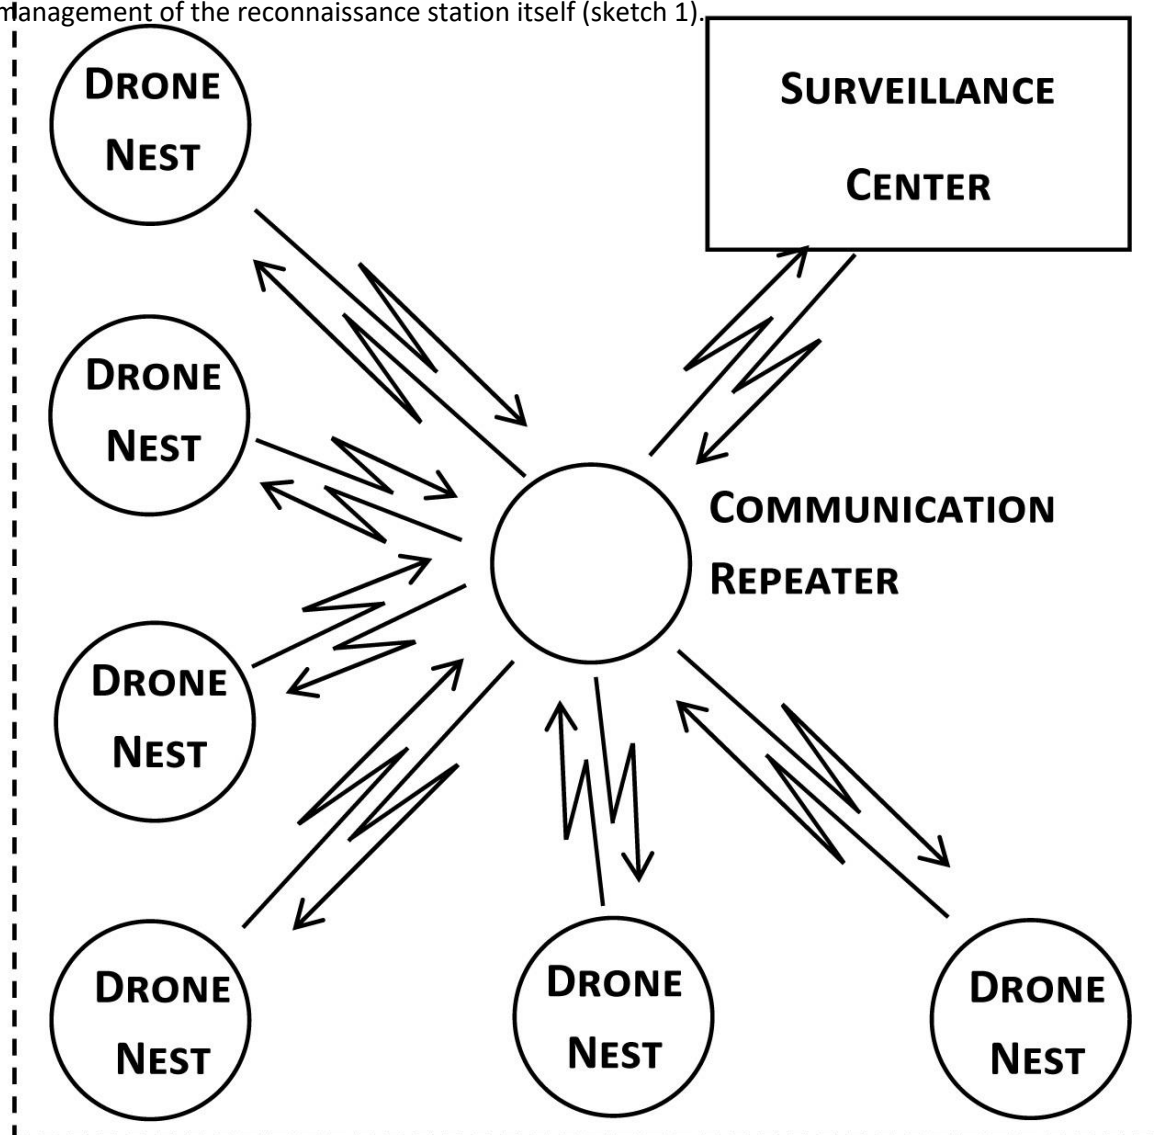 management of the reconnaissance station itself (sketch 1).
DRONE
NEST
SURVEILLANCE
CENTER
DRONE
NEST
COMMUNICATION
REPEATER
DRONE
NEST
DRONE
NEST
DRONE
NEST
DRONE
NEST